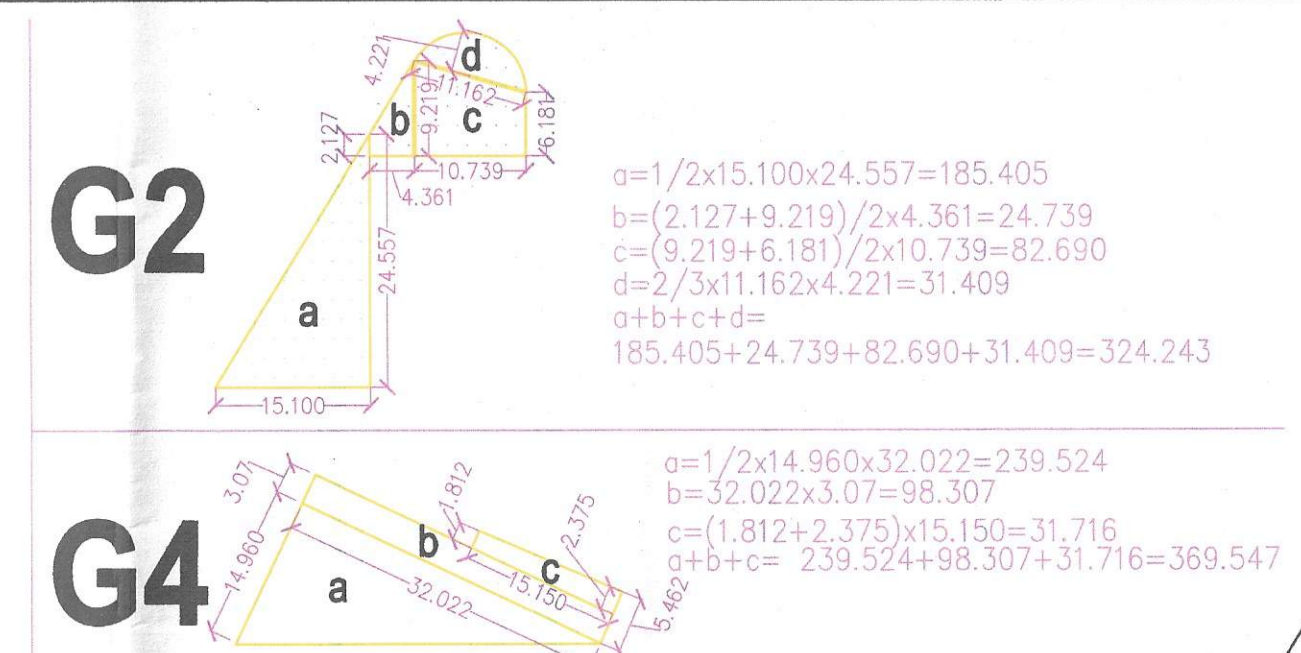 G2
4.221
d
11.162
2.127
b
9.219
c
6.181
10.739
4.361
24.557
a
15.100
a=1/2x15.100x24.557=185.405
b=(2.127+9.219)/2x4.361=24.739
c=(9.219+6.181)/2x10.739=82.690
d=2/3x11.162x4.221=31.409
a+b+c+d=
185.405+24.739+82.690+31.409=324.243
G4
3.07
1.812
2.375
14.960
b
c
15.150
a
32.022
5.462
a=1/2x14.960x32.022=239.524
b=32.022x3.07=98.307
c=(1.812+2.375)x15.150=31.716
a+b+c= 239.524+98.307+31.716=369.547